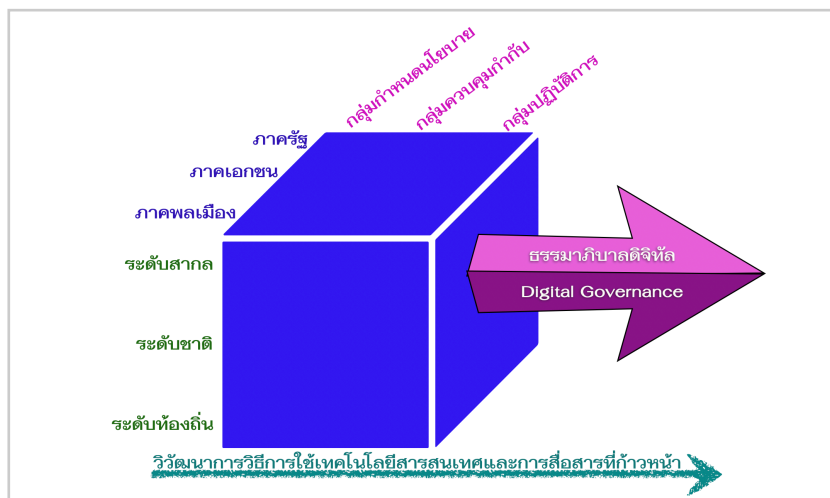 กลุ่มกำหนดนโยบาย
กลุ่มควบคุมกำกับ
กลุ่มปฏิบัติการ
ภาครัฐ
ภาคเอกชน
ภาคพลเมือง
ระดับสากล
ระดับชาติ
ระดับท้องถิ่น
ธรรมาภิบาลดิจิทัล
Digital Governance
วิวัฒนาการวิธีการใช้เทคโนโลยีสารสนเทศและการสื่อสารที่ก้าวหน้า